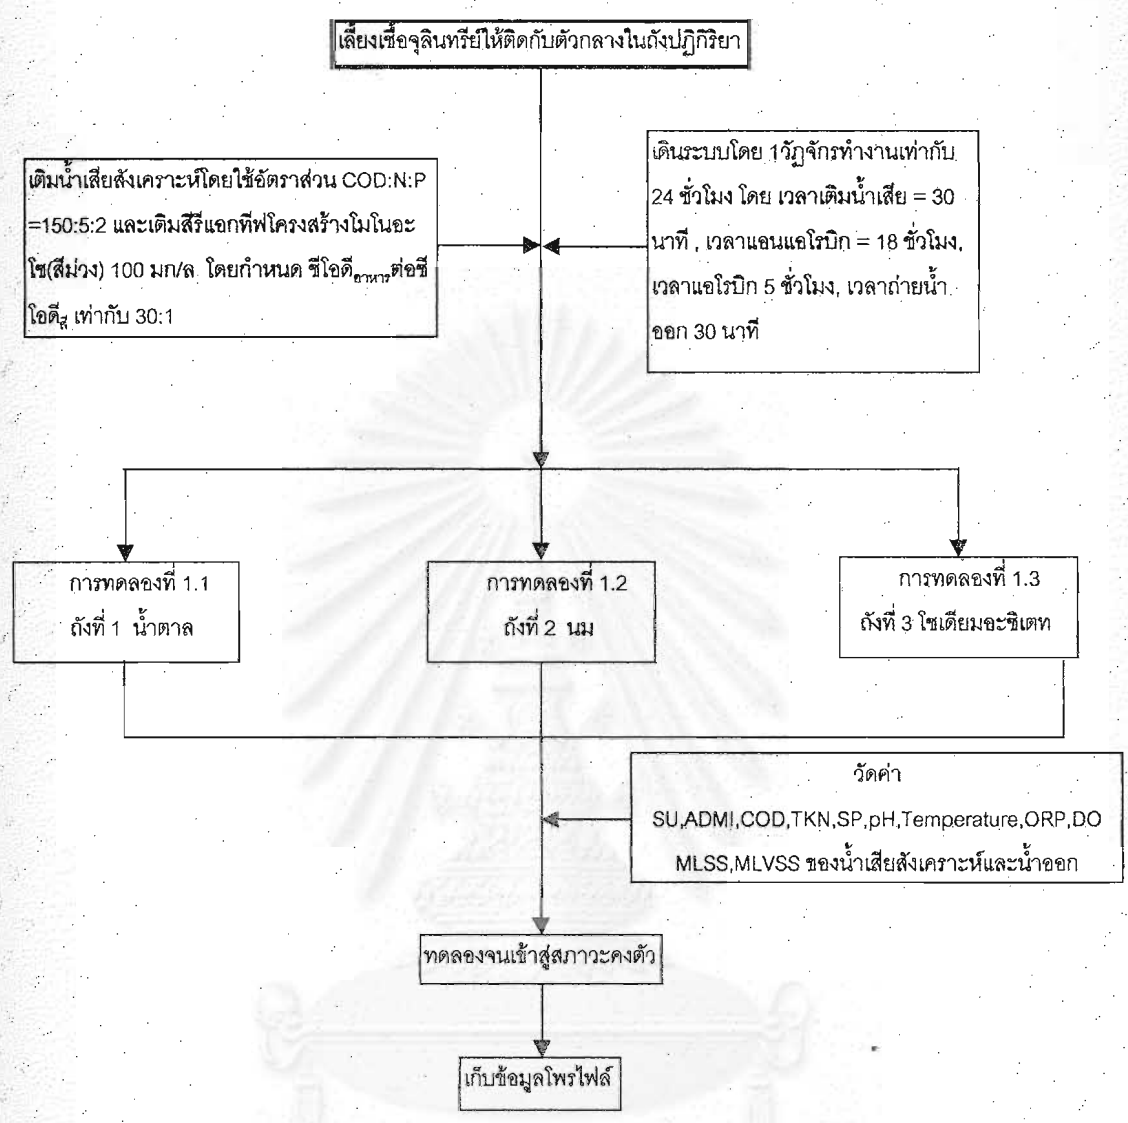 เลี้ยงเชื้อจุลินทรีย์ให้ติดกับตัวกลางในถังปฏิกิริยา
เติมน้ำเสียสังเคราะห์โดยใช้อัตราส่วน COD:N:P
=150:5:2 และเติมสีรีแอกทีฟโครงสร้างโมโนอะ
โซ(สีม่วง) 100 มก/ล. โดยกำหนด ซีโอดีอาหารต่อซี
โอดีสี เท่ากับ 30:1
เดินระบบโดย 1วัฏจักรทำงานเท่ากับ
24 ชั่วโมง โดย เวลาเติมน้ำเสีย = 30
นาที , เวลาแอนแอโรบิก = 18 ชั่วโมง,
เวลาแอโรบิก 5 ชั่วโมง, เวลาถ่ายน้ำ
ออก 30 นาที
การทดลองที่ 1.1
ถังที่ 1 น้ำตาล
การทดลองที่ 1.2
ถังที่ 2 นม
การทดลองที่ 1.3
ถังที่ 3 โซเดียมอะซิเตท
วัดค่า
SU,ADMI,COD,TKN,SP,pH,Temperature,ORP,DO
MLSS,MLVSS ของน้ำเสียสังเคราะห์และน้ำออก
ทดลองจนเข้าสู่สภาวะคงตัว
เก็บข้อมูลโพรไฟล์